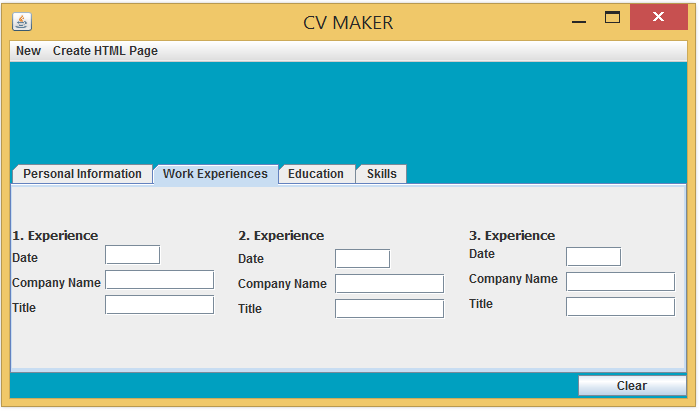 CV MAKER
New Create HTML Page
Personal Information Work Experiences Education Skills
1. Experience 2. Experience 3. Experience
Date Date Date
Company Name Company Name Company Name
Title Title Title
Clear